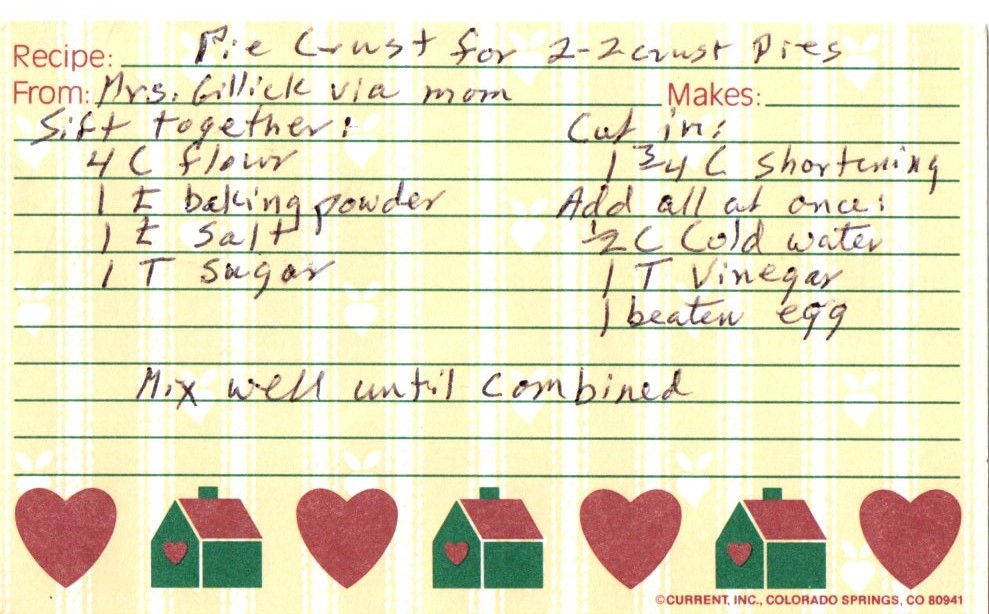 Recipe: Pie Crust for 2-2 crust Pies
From: Mrs. Gillick via mom Makes:
Sift together:
4 C flour
1 t baking powder
1 t Salt
1 T sugar
Cut in:
1 3/4 C shortening
Add all at once:
1/2 C Cold water
1 T Vinegar
1 beaten egg
Mix well until combined
©CURRENT, INC., COLORADO SPRINGS, CO 80941